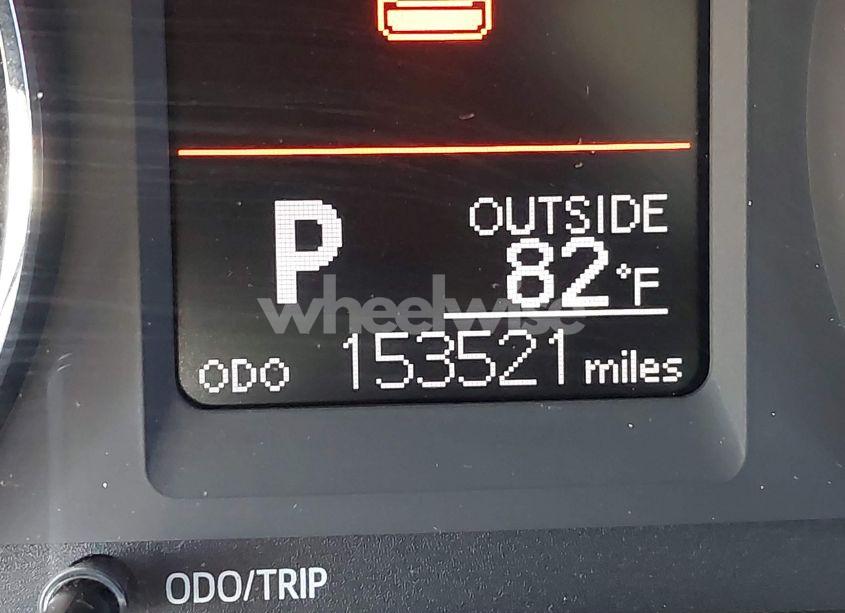 OUTSIDE
P 82°F
wheelwise
ODO 153521 miles
ODO/TRIP